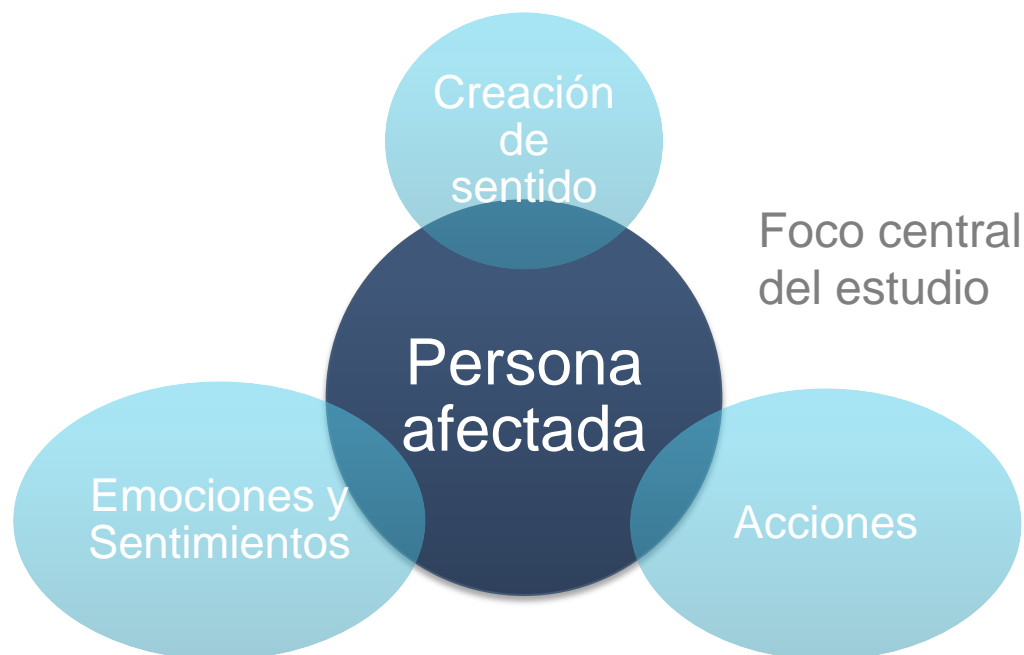 Creación
de
sentido
Foco central
del estudio
Persona
afectada
Emociones y
Sentimientos
Acciones